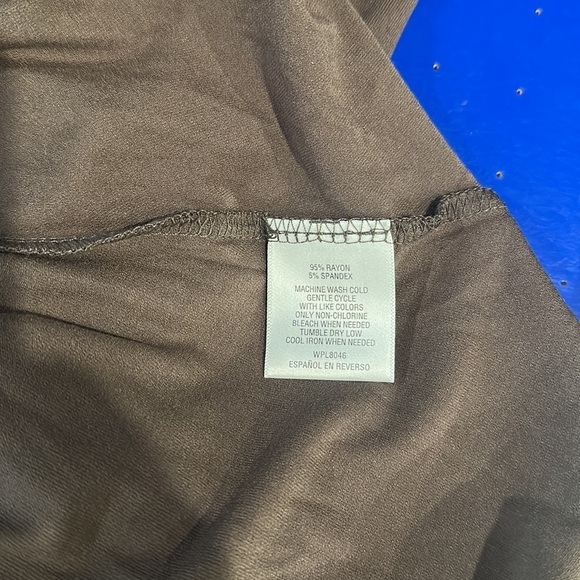 95% RAYON
5% SPANDEX
MACHINE WASH COLD
GENTLE CYCLE
WITH LIKE COLORS
ONLY NON-CHLORINE
BLEACH WHEN NEEDED
TUMBLE DRY LOW
COOL IRON WHEN NEEDED
WPL8046
ESPAÑOL EN REVERSO